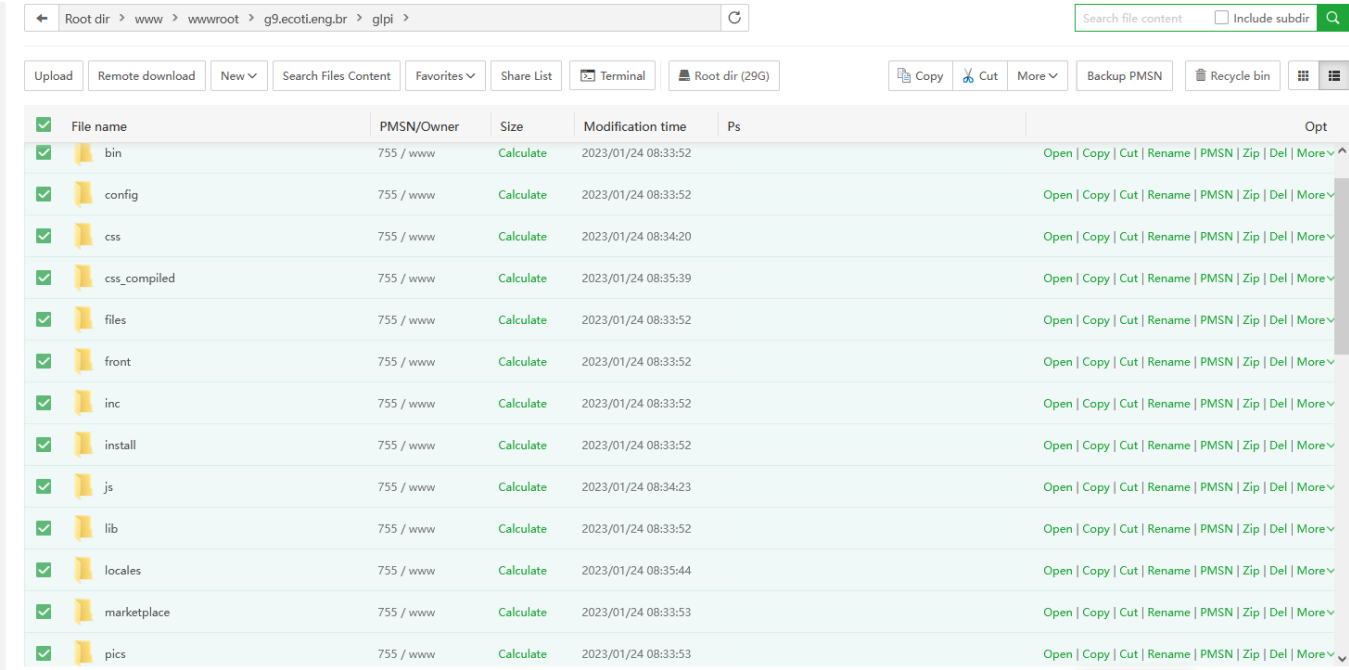 Root dir > www > wwwroot > g9.ecoti.eng.br > glpi >
Search file content Include subdir
Upload Remote download New Search Files Content Favorites Share List Terminal Root dir (29G) Copy Cut More Backup PMSN Recycle bin
File name PMSN/Owner Size Modification time Ps Opt
bin 755 / www Calculate 2023/01/24 08:33:52 Open | Copy | Cut | Rename | PMSN | Zip | Del | More
config 755 / www Calculate 2023/01/24 08:33:52 Open | Copy | Cut | Rename | PMSN | Zip | Del | More
css 755 / www Calculate 2023/01/24 08:34:20 Open | Copy | Cut | Rename | PMSN | Zip | Del | More
css_compiled 755 / www Calculate 2023/01/24 08:35:39 Open | Copy | Cut | Rename | PMSN | Zip | Del | More
files 755 / www Calculate 2023/01/24 08:33:52 Open | Copy | Cut | Rename | PMSN | Zip | Del | More
front 755 / www Calculate 2023/01/24 08:33:52 Open | Copy | Cut | Rename | PMSN | Zip | Del | More
inc 755 / www Calculate 2023/01/24 08:33:52 Open | Copy | Cut | Rename | PMSN | Zip | Del | More
install 755 / www Calculate 2023/01/24 08:33:52 Open | Copy | Cut | Rename | PMSN | Zip | Del | More
js 755 / www Calculate 2023/01/24 08:34:23 Open | Copy | Cut | Rename | PMSN | Zip | Del | More
lib 755 / www Calculate 2023/01/24 08:33:52 Open | Copy | Cut | Rename | PMSN | Zip | Del | More
locales 755 / www Calculate 2023/01/24 08:35:44 Open | Copy | Cut | Rename | PMSN | Zip | Del | More
marketplace 755 / www Calculate 2023/01/24 08:33:53 Open | Copy | Cut | Rename | PMSN | Zip | Del | More
pics 755 / www Calculate 2023/01/24 08:33:53 Open | Copy | Cut | Rename | PMSN | Zip | Del | More